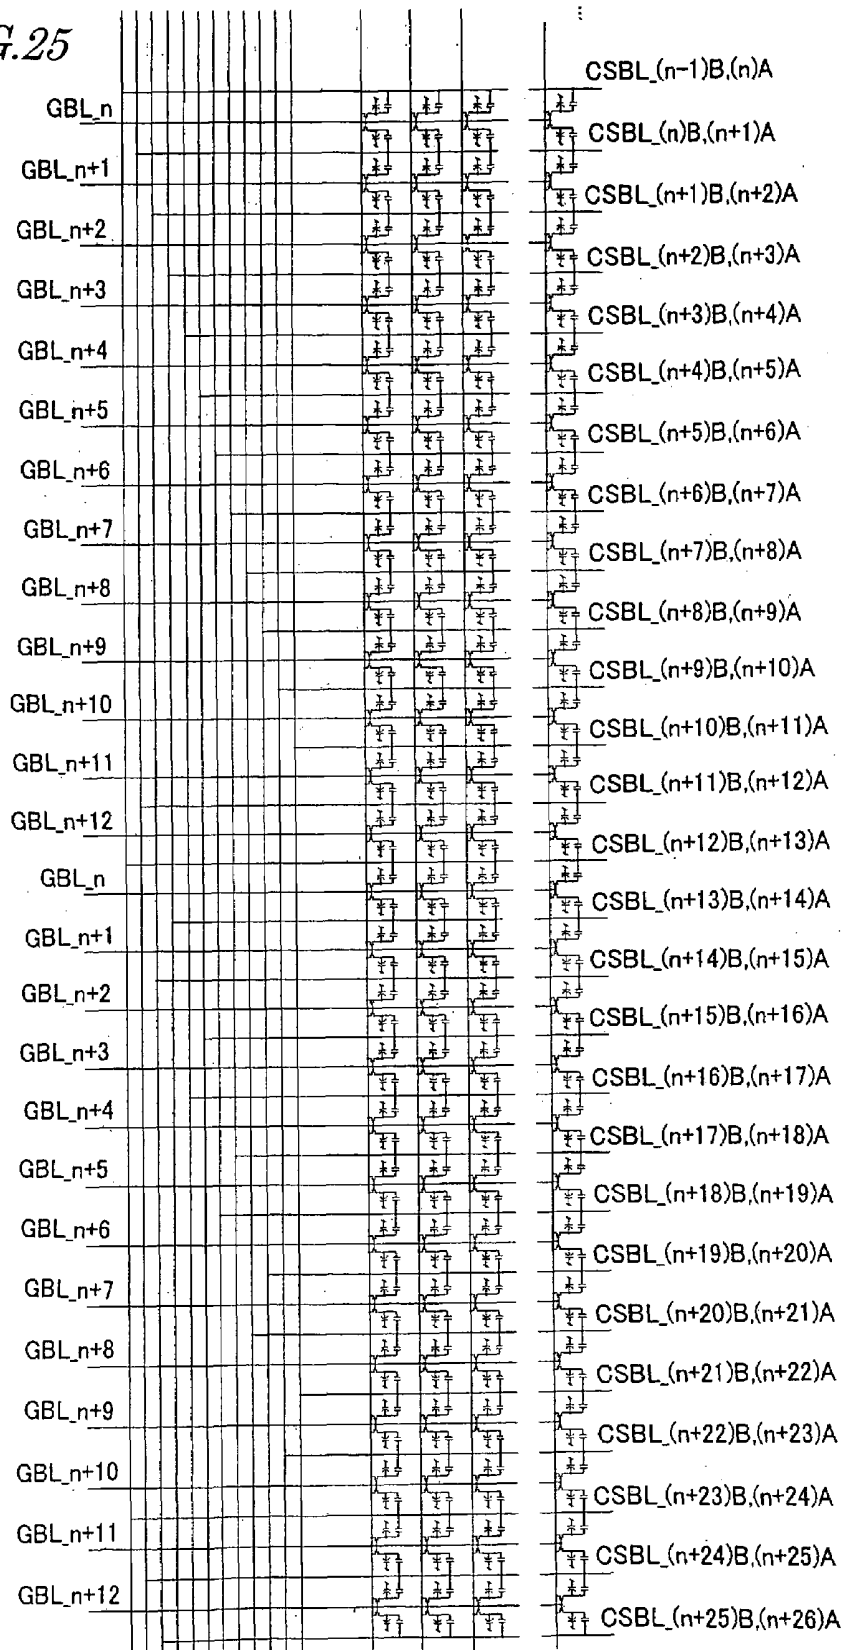 G.25
CSBL_(n-1)B,(n)A
GBL_n
CSBL_(n)B,(n+1)A
GBL_n+1
CSBL_(n+1)B,(n+2)A
GBL_n+2
CSBL_(n+2)B,(n+3)A
GBL_n+3
CSBL_(n+3)B,(n+4)A
GBL_n+4
CSBL_(n+4)B,(n+5)A
GBL_n+5
CSBL_(n+5)B,(n+6)A
GBL_n+6
CSBL_(n+6)B,(n+7)A
GBL_n+7
CSBL_(n+7)B,(n+8)A
GBL_n+8
CSBL_(n+8)B,(n+9)A
GBL_n+9
CSBL_(n+9)B,(n+10)A
GBL_n+10
CSBL_(n+10)B,(n+11)A
GBL_n+11
CSBL_(n+11)B,(n+12)A
GBL_n+12
CSBL_(n+12)B,(n+13)A
GBL_n
CSBL_(n+13)B,(n+14)A
GBL_n+1
CSBL_(n+14)B,(n+15)A
GBL_n+2
CSBL_(n+15)B,(n+16)A
GBL_n+3
CSBL_(n+16)B,(n+17)A
GBL_n+4
CSBL_(n+17)B,(n+18)A
GBL_n+5
CSBL_(n+18)B,(n+19)A
GBL_n+6
CSBL_(n+19)B,(n+20)A
GBL_n+7
CSBL_(n+20)B,(n+21)A
GBL_n+8
CSBL_(n+21)B,(n+22)A
GBL_n+9
CSBL_(n+22)B,(n+23)A
GBL_n+10
CSBL_(n+23)B,(n+24)A
GBL_n+11
CSBL_(n+24)B,(n+25)A
GBL_n+12
CSBL_(n+25)B,(n+26)A